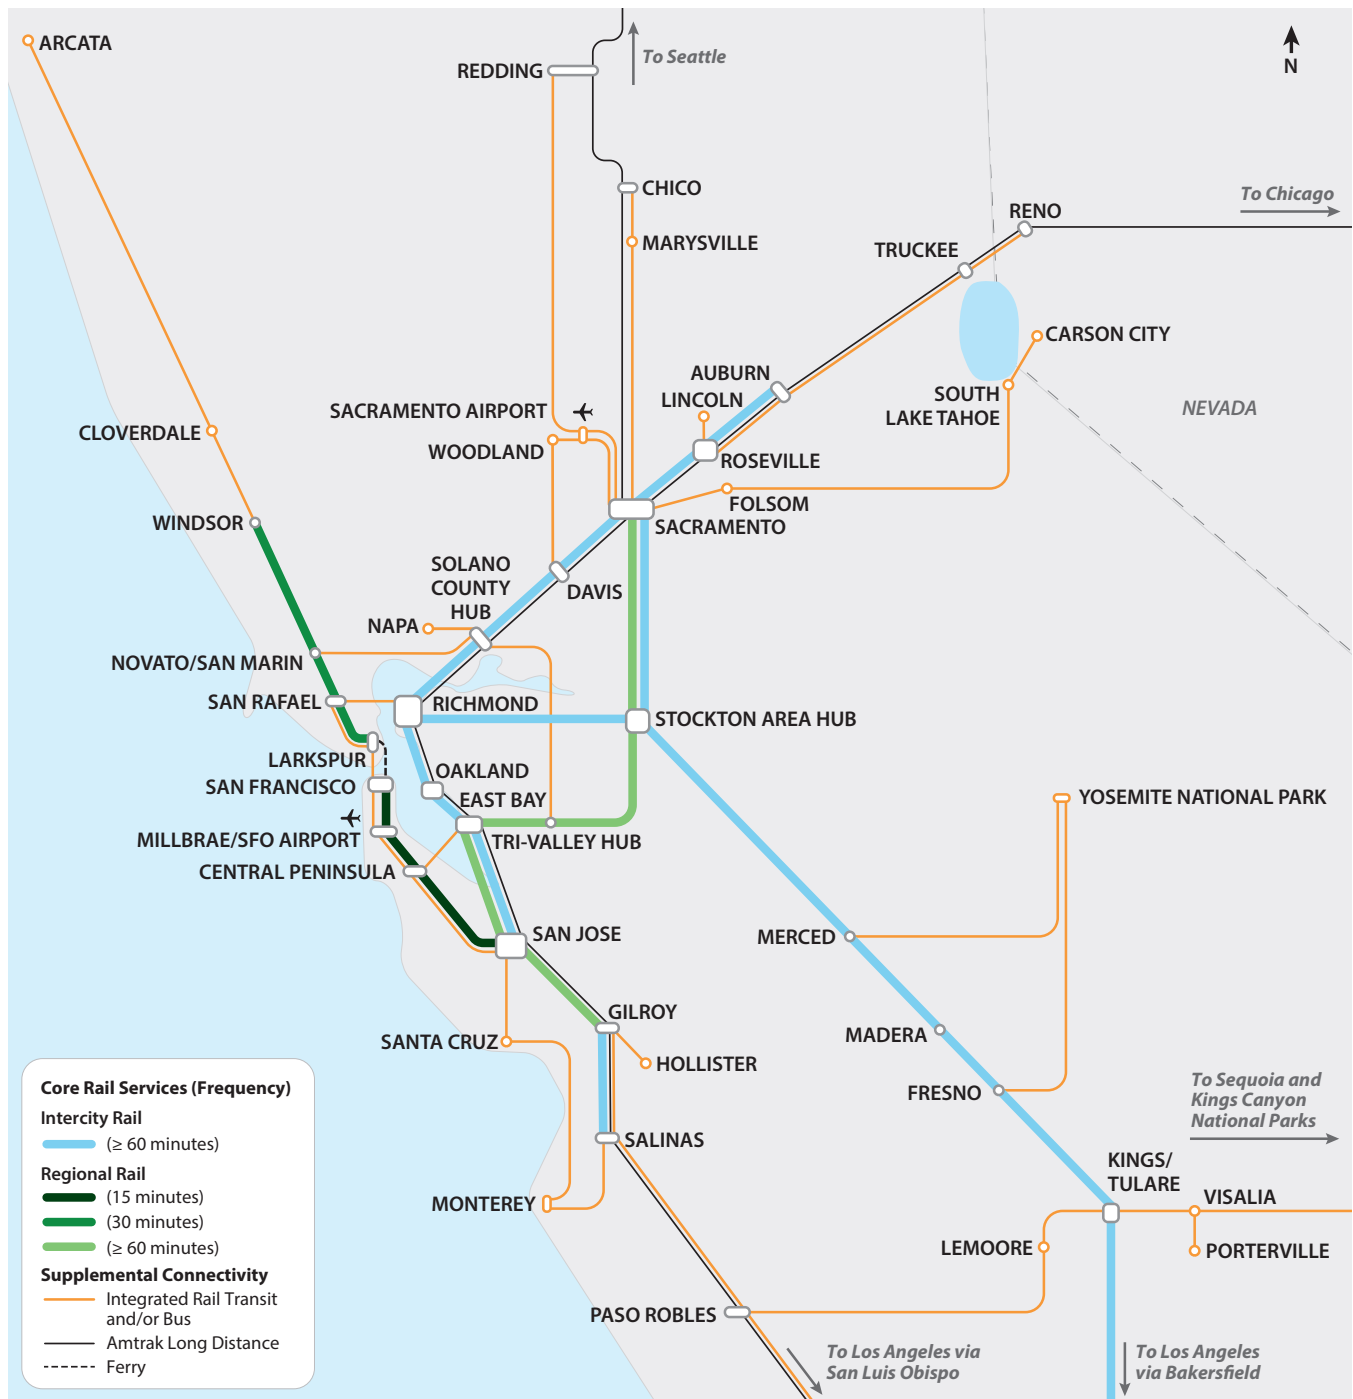 ARCATA
To Seattle
N
REDDING
CHICO
To Chicago
RENO
MARYSVILLE
TRUCKEE
CARSON CITY
AUBURN
LINCOLN
SOUTH
LAKE TAHOE
NEVADA
SACRAMENTO AIRPORT
CLOVERDALE
WOODLAND
ROSEVILLE
FOLSOM
WINDSOR
SACRAMENTO
SOLANO
COUNTY
HUB
DAVIS
NAPA
NOVATO/SAN MARIN
SAN RAFAEL
RICHMOND
STOCKTON AREA HUB
LARKSPUR
OAKLAND
SAN FRANCISCO
EAST BAY
YOSEMITE NATIONAL PARK
MILLBRAE/SFO AIRPORT
TRI-VALLEY HUB
CENTRAL PENINSULA
SAN JOSE
MERCED
GILROY
MADERA
SANTA CRUZ
HOLLISTER
FRESNO
To Sequoia and
Kings Canyon
National Parks
SALINAS
KINGS/
TULARE
MONTEREY
VISALIA
LEMOORE
PORTERVILLE
PASO ROBLES
To Los Angeles via
San Luis Obispo
To Los Angeles
via Bakersfield
Core Rail Services (Frequency)
Intercity Rail
(≥ 60 minutes)
Regional Rail
(15 minutes)
(30 minutes)
(≥ 60 minutes)
Supplemental Connectivity
Integrated Rail Transit
and/or Bus
Amtrak Long Distance
Ferry